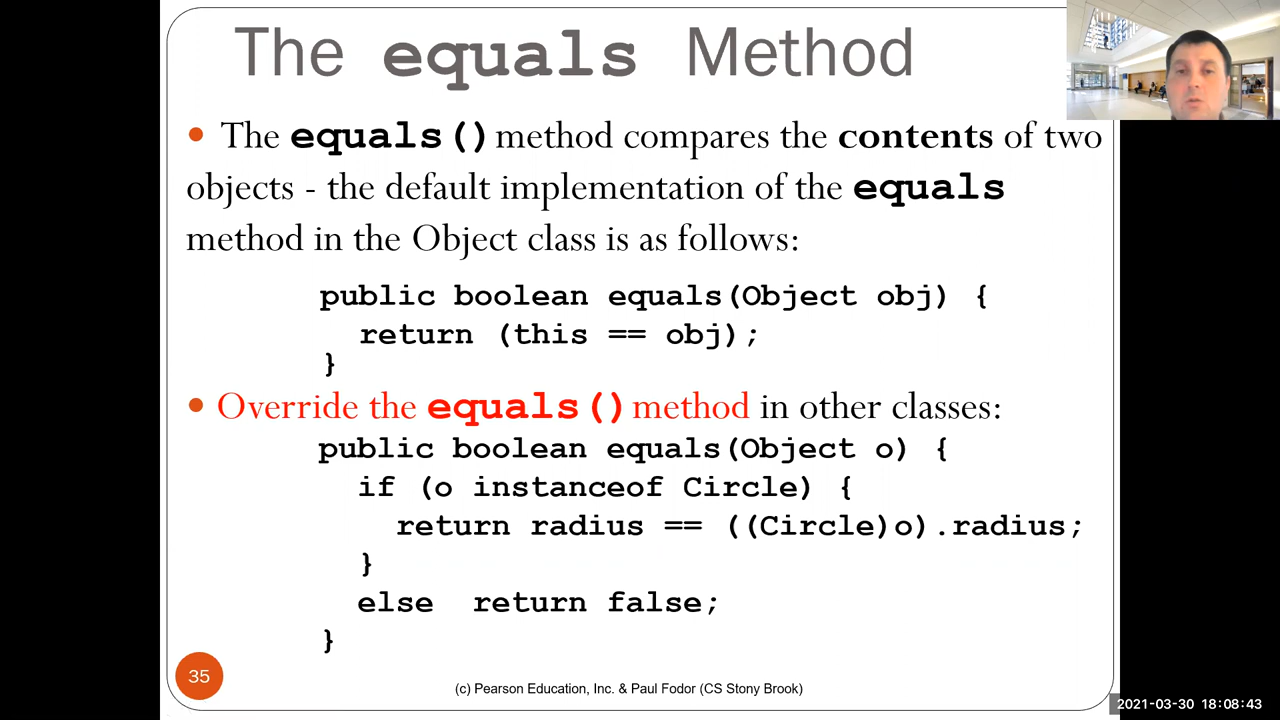 The equals Method
• The equals() method compares the contents of two
objects - the default implementation of the equals
method in the Object class is as follows:
public boolean equals(Object obj) {
return (this == obj);
}
• Override the equals() method in other classes:
public boolean equals(Object o) {
if (o instanceof Circle) {
return radius == ((Circle)o).radius;
}
else return false;
}
35
(c) Pearson Education, Inc. & Paul Fodor (CS Stony Brook)
2021-03-30 18:08:43